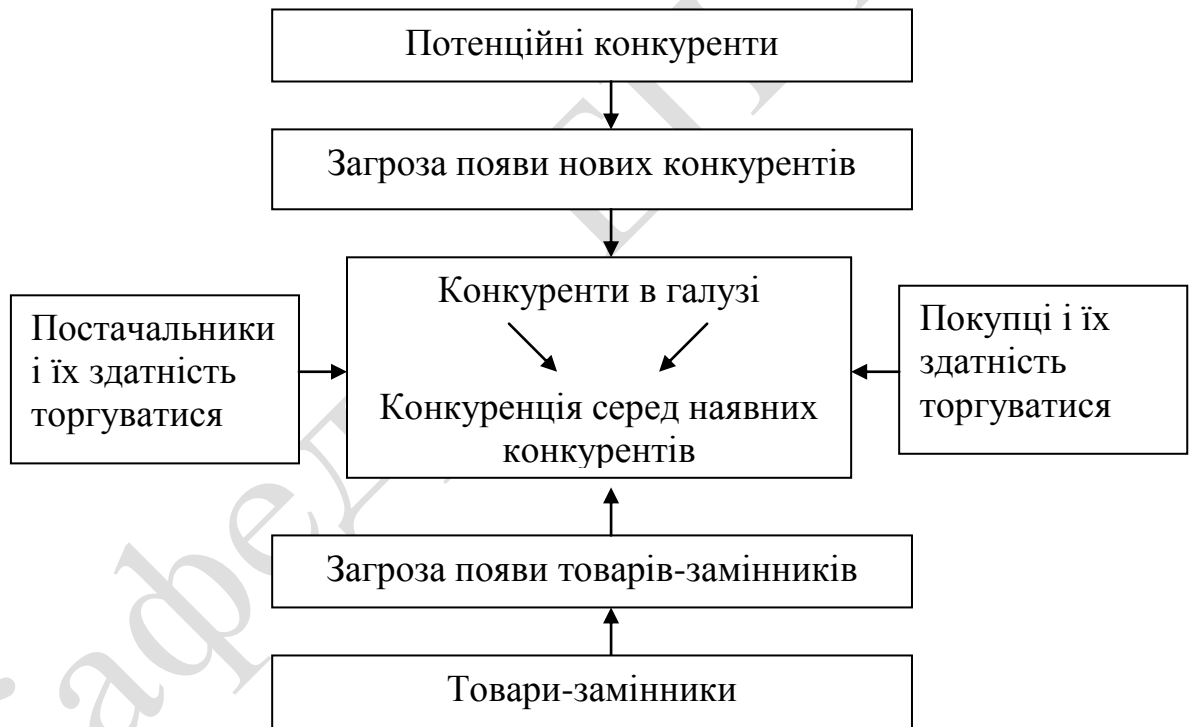 Потенційні конкуренти
Загроза появи нових конкурентів
Конкуренти в галузі
Постачальники
і їх здатність
торгуватися
Конкуренція серед наявних
конкурентів
Покупці і їх
здатність
торгуватися
Загроза появи товарів-замінників
Товари-замінники